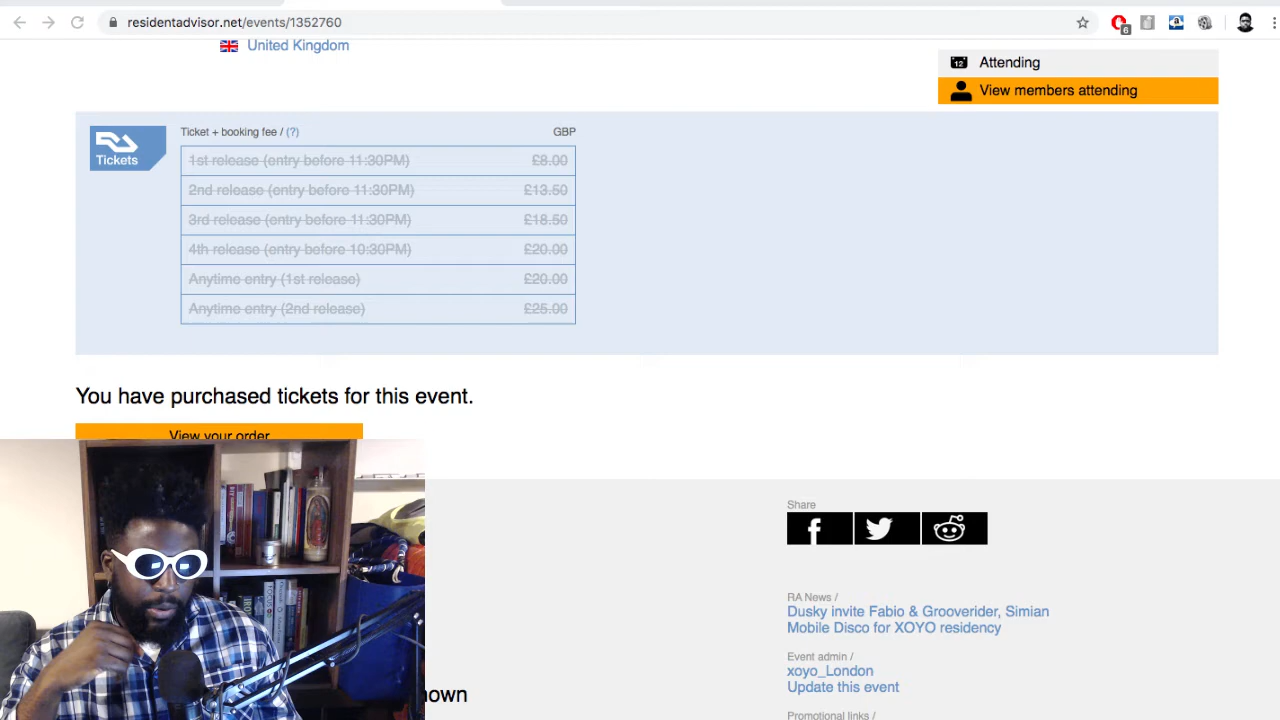 residentadvisor.net/events/1352760
6
United Kingdom
12
Attending
View members attending
Tickets
Ticket + booking fee / (?) GBP
1st release (entry before 11:30PM) £8.00
2nd release (entry before 11:30PM) £13.50
3rd release (entry before 11:30PM) £18.50
4th release (entry before 10:30PM) £20.00
Anytime entry (1st release) £20.00
Anytime entry (2nd release) £25.00
You have purchased tickets for this event.
View your order
Share
RA News /
Dusky invite Fabio & Grooverider, Simian
Mobile Disco for XOYO residency
Event admin /
xoyo_London
Update this event
Promotional links /
nown